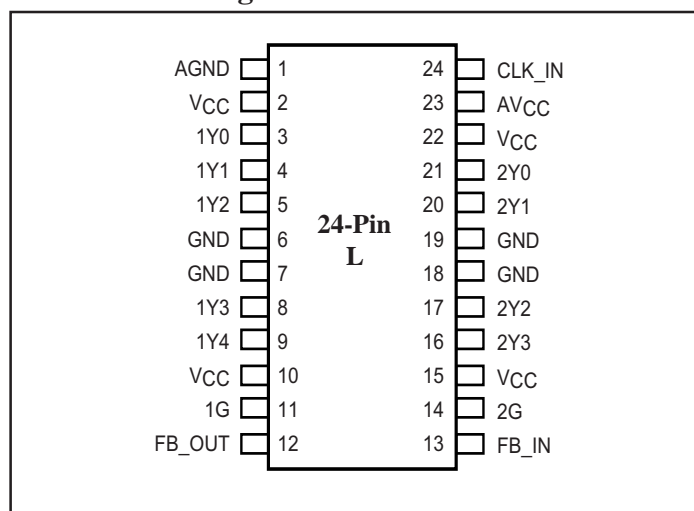 g
AGND 1 24 CLK_IN
VCC 2 23 AVCC
1Y0 3 22 VCC
1Y1 4 21 2Y0
1Y2 5 20 2Y1
24-Pin
L
GND 6 19 GND
GND 7 18 GND
1Y3 8 17 2Y2
1Y4 9 16 2Y3
VCC 10 15 VCC
1G 11 14 2G
FB_OUT 12 13 FB_IN